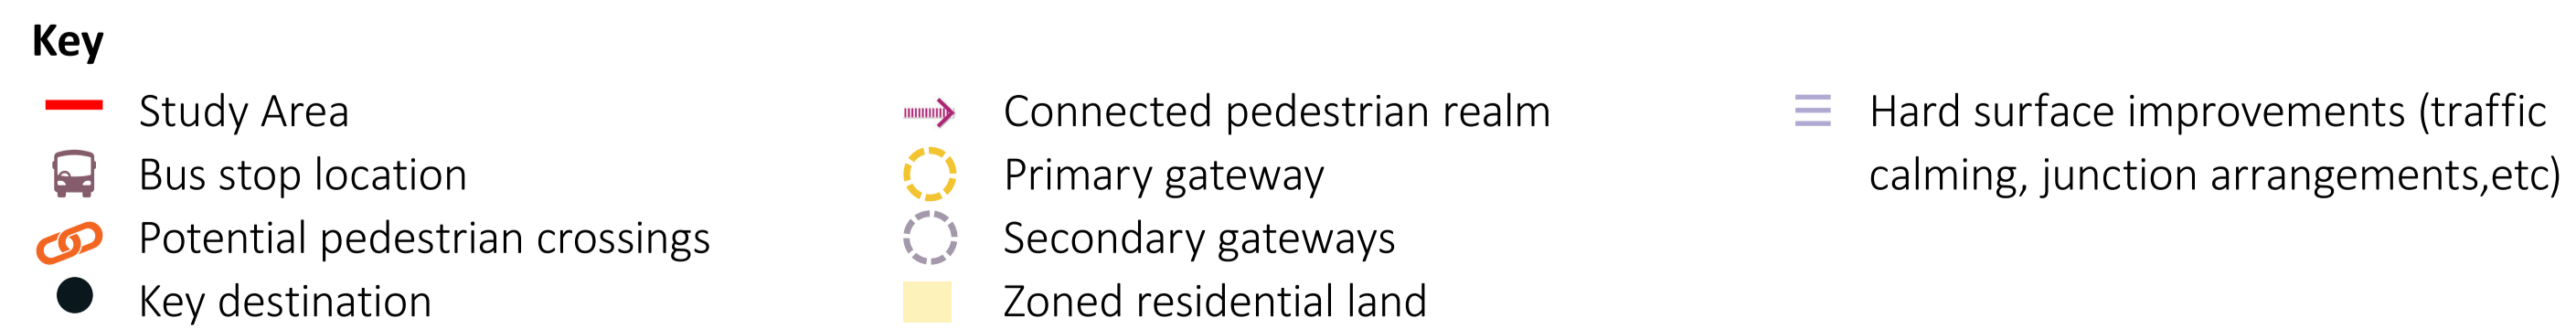 Key
Study Area
Bus stop location
Potential pedestrian crossings
Key destination
Connected pedestrian realm
Primary gateway
Secondary gateways
Zoned residential land
Hard surface improvements (traffic
calming, junction arrangements,etc)